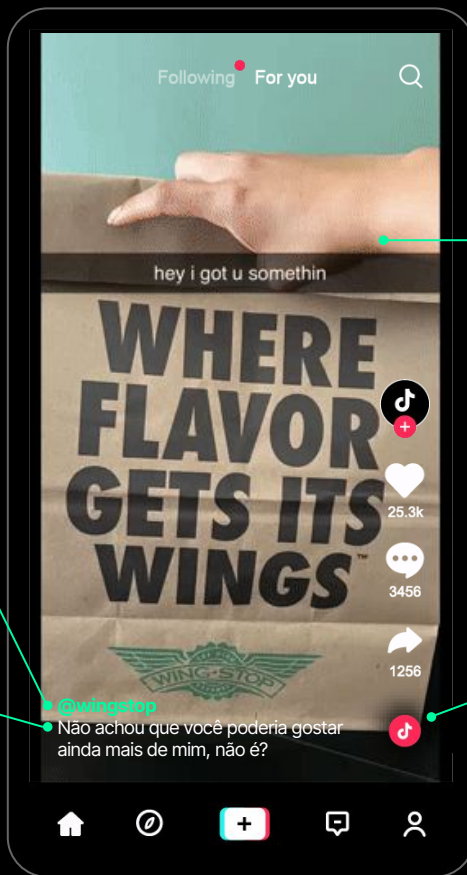 Following For you
hey i got u somethin
WHERE
FLAVOR
GETS ITS
WINGS™
25.3k
3456
1256
WING-STOP
@wingstop
Não achou que você poderia gostar
ainda mais de mim, não é?